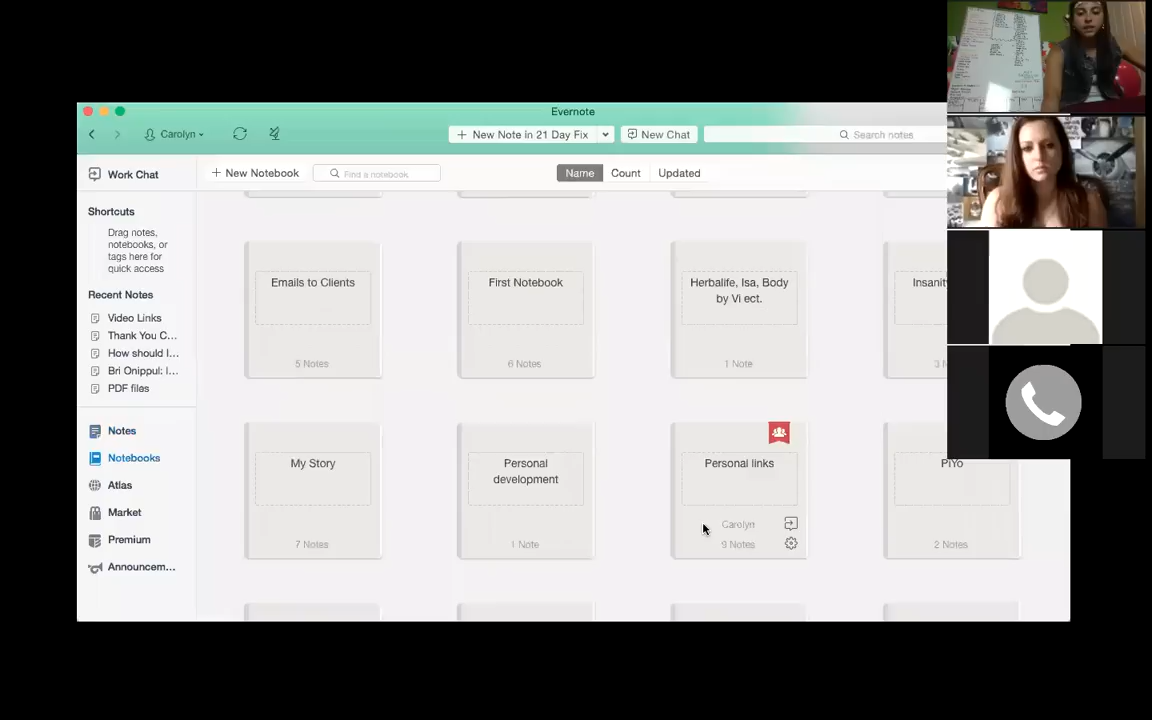 Evernote
Carolyn
New Note in 21 Day Fix
New Chat
Search notes
Work Chat
New Notebook
Find a notebook
Name
Count
Updated
Shortcuts
Drag notes,
notebooks, or
tags here for
quick access
Recent Notes
Video Links
Thank You C...
How should I...
Bri Onippul: I...
PDF files
Notes
Notebooks
Atlas
Market
Premium
Announcem...
Emails to Clients
5 Notes
First Notebook
6 Notes
Herbalife, Isa, Body
by Vi ect.
1 Note
Insanity
My Story
7 Notes
Personal
development
1 Note
Personal links
Carolyn
9 Notes
PiYo
2 Notes